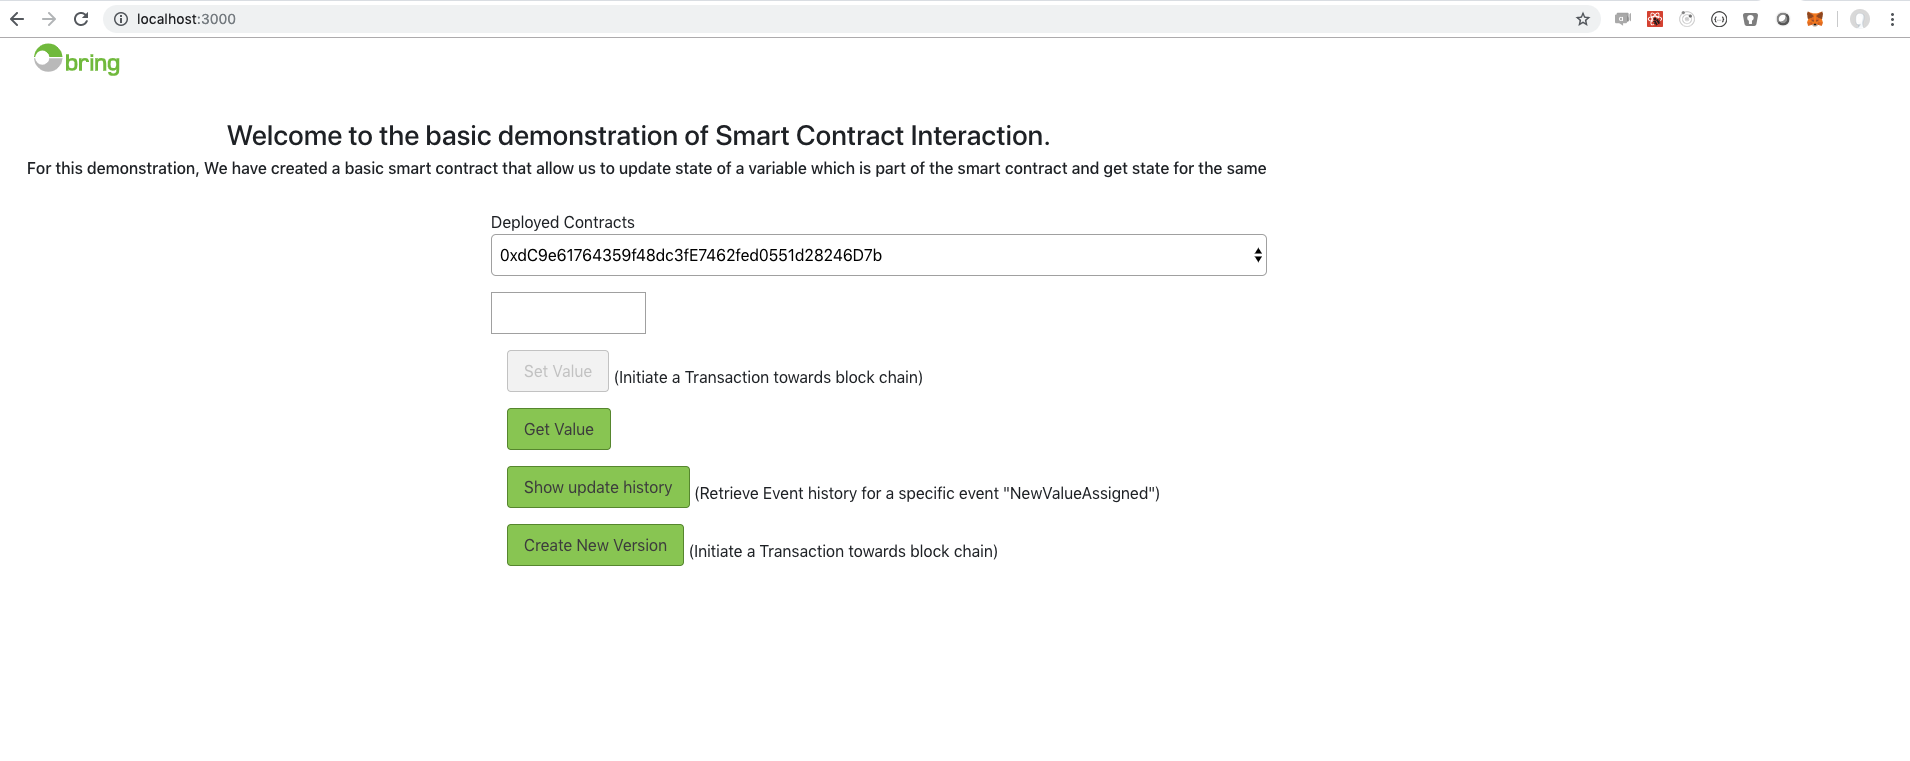 localhost:3000
bring
Welcome to the basic demonstration of Smart Contract Interaction.
For this demonstration, We have created a basic smart contract that allow us to update state of a variable which is part of the smart contract and get state for the same
Deployed Contracts
0xdC9e61764359f48dc3fE7462fed0551d28246D7b
Set Value (Initiate a Transaction towards block chain)
Get Value
Show update history (Retrieve Event history for a specific event "NewValueAssigned")
Create New Version (Initiate a Transaction towards block chain)